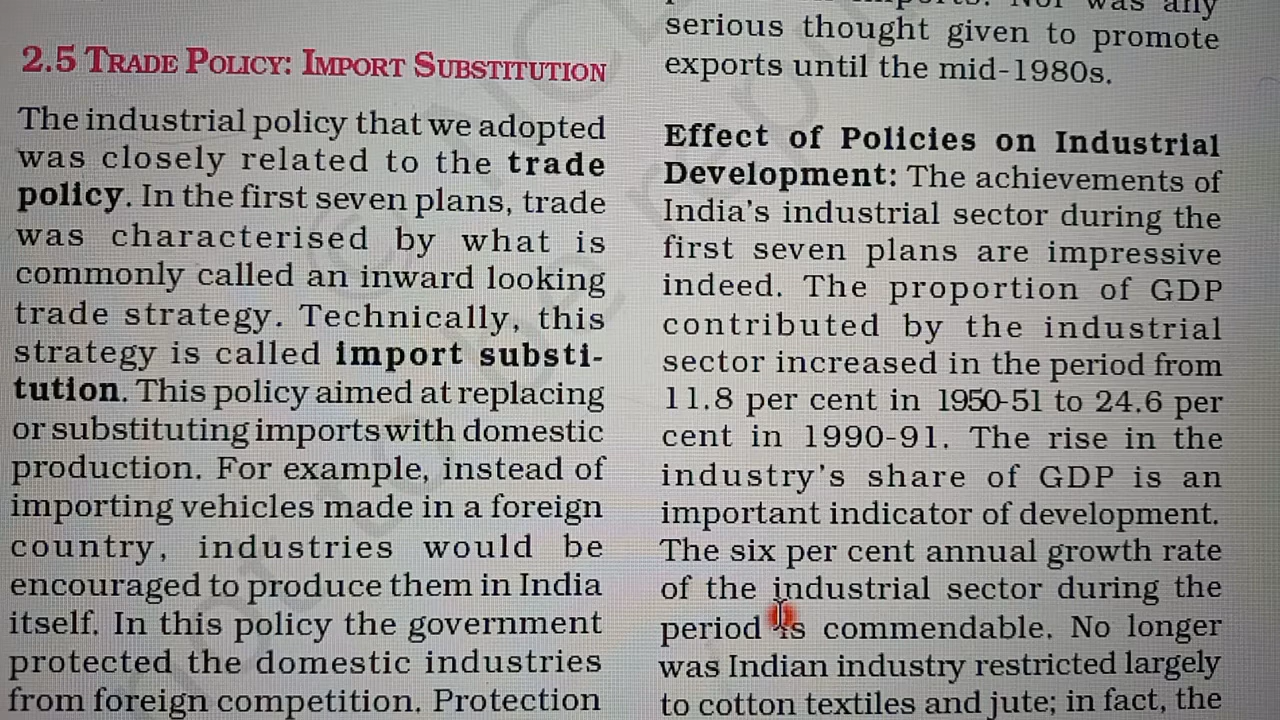 2.5 TRADE POLICY: IMPORT SUBSTITUTION
The industrial policy that we adopted
was closely related to the trade
policy. In the first seven plans, trade
was characterised by what is
commonly called an inward looking
trade strategy. Technically, this
strategy is called import substi-
tution. This policy aimed at replacing
or substituting imports with domestic
production. For example, instead of
importing vehicles made in a foreign
country, industries would be
encouraged to produce them in India
itself. In this policy the government
protected the domestic industries
from foreign competition. Protection
serious thought given to promote
exports until the mid-1980s.
Effect of Policies on Industrial
Development: The achievements of
India's industrial sector during the
first seven plans are impressive
indeed. The proportion of GDP
contributed by the industrial
sector increased in the period from
11.8 per cent in 1950-51 to 24.6 per
cent in 1990-91. The rise in the
industry's share of GDP is an
important indicator of development.
The six per cent annual growth rate
of the industrial sector during the
period is commendable. No longer
was Indian industry restricted largely
to cotton textiles and jute; in fact, the